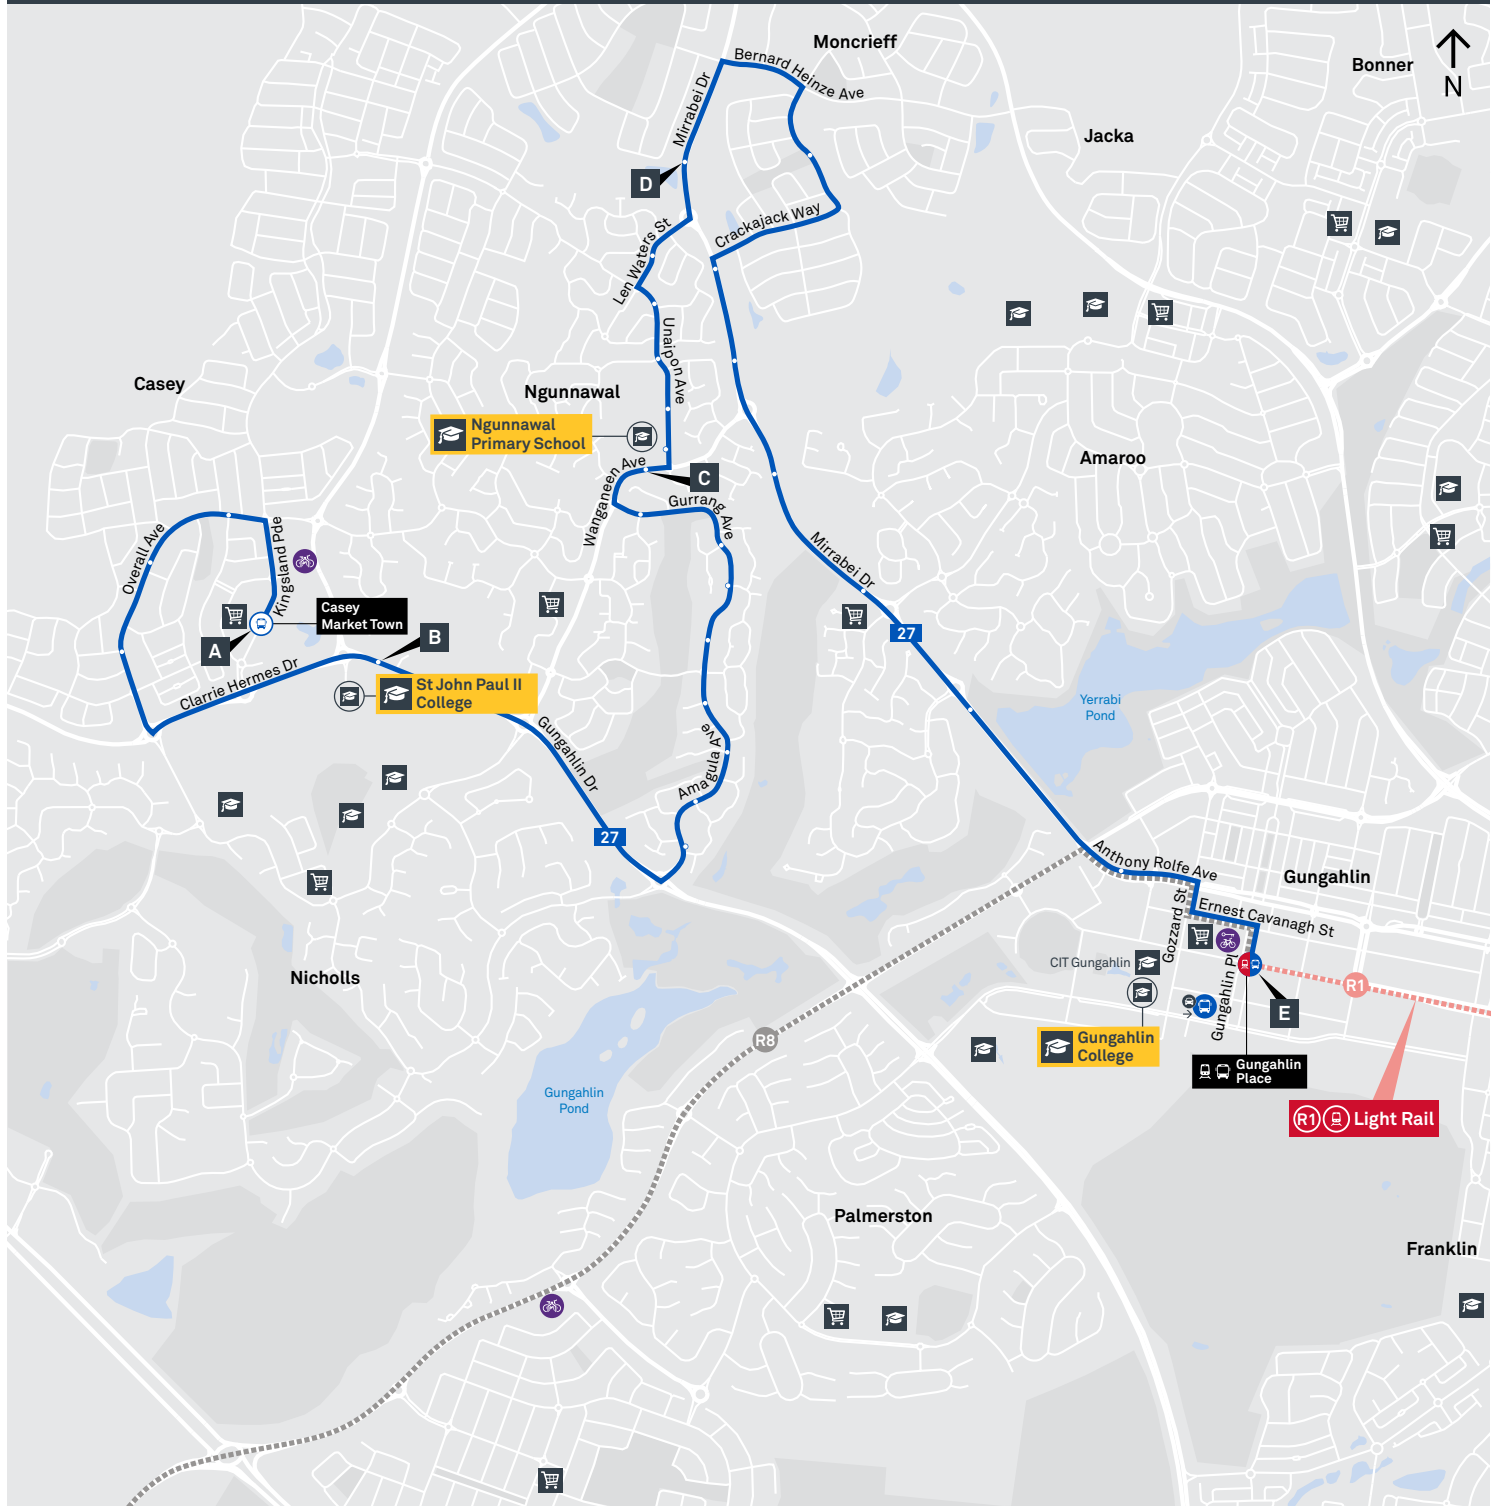 Moncrieff
Bernard Heinze Ave
Bonner
N
Mirrabei Dr
Jacka
D
Crackajack Way
Len Waters St
Unaipon Ave
Casey
Ngunnawal
Ngunnawal
Primary School
Amaroo
Wanganeen Ave
C
Gurrang Ave
Overall Ave
Kingsland Pde
Mirrabei Dr
Casey
Market Town
27
B
A
Clarrie Hermes Dr
St John Paul II
College
Yerrabi
Pond
Gungahlin Dr
Amagula Ave
27
Anthony Rolfe Ave
Gungahlin
Gozzard St
Ernest Cavanagh St
CIT Gungahlin
Nicholls
Gungahlin Pl
R1
E
R8
Gungahlin
College
Gungahlin
Place
Gungahlin
Pond
R1 Light Rail
Palmerston
Franklin